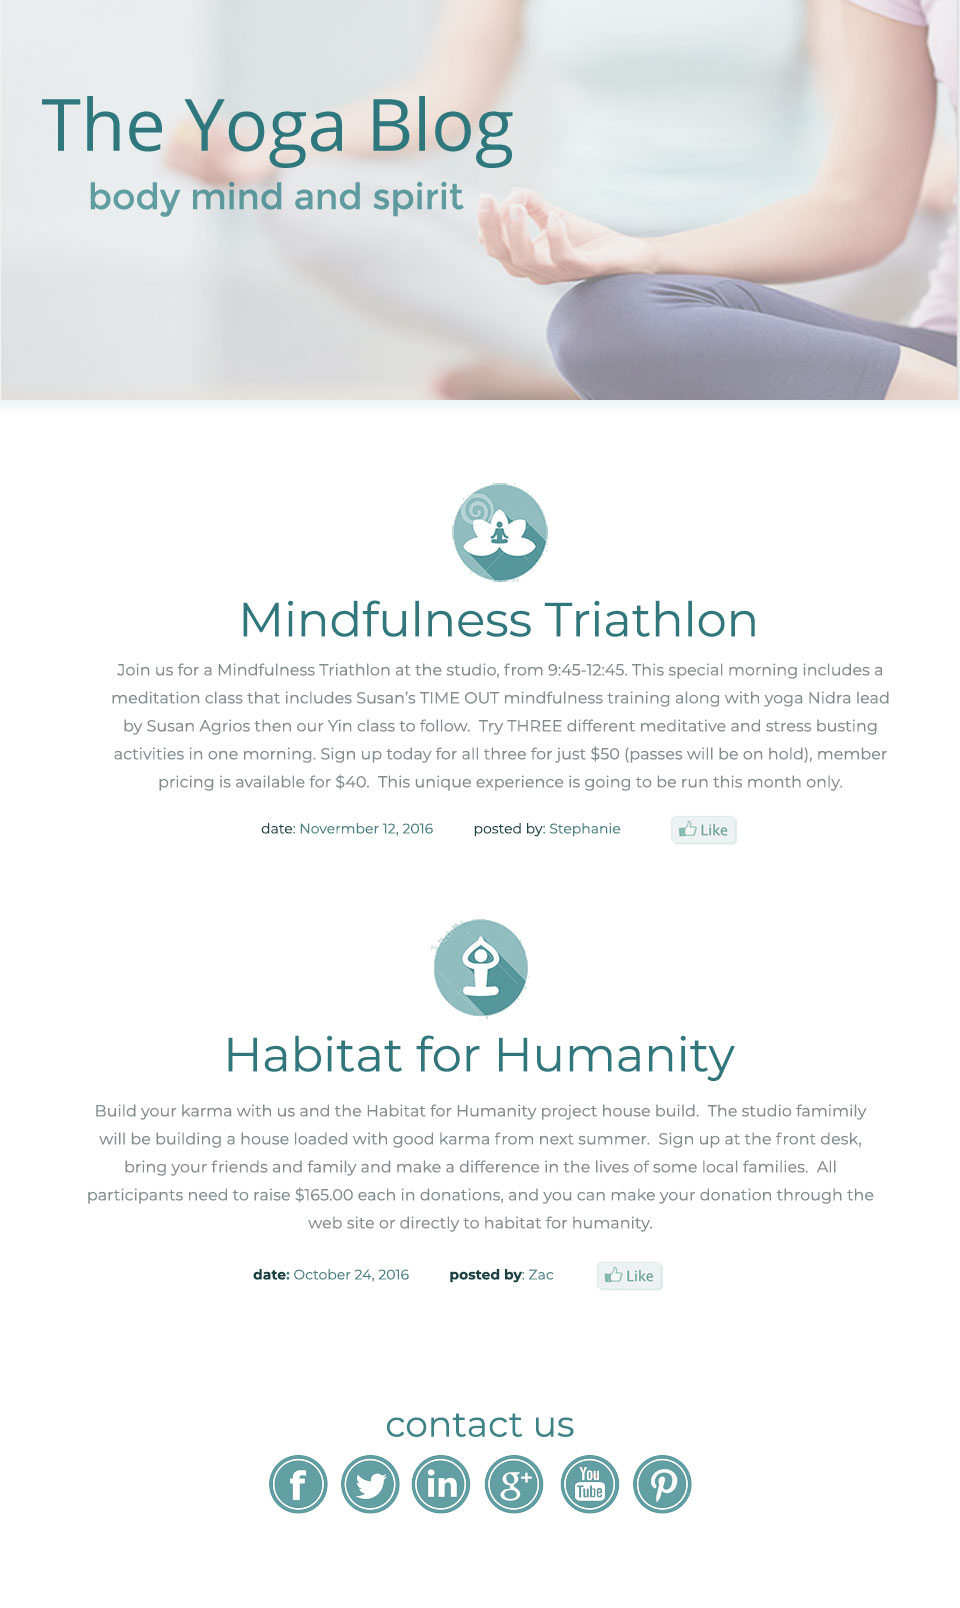 The Yoga Blog
body mind and spirit
Mindfulness Triathlon
Join us for a Mindfulness Triathlon at the studio, from 9:45-12:45. This special morning includes a
meditation class that includes Susan's TIME OUT mindfulness training along with yoga Nidra lead
by Susan Agrios then our Yin class to follow.  Try THREE different meditative and stress busting
activities in one morning. Sign up today for all three for just $50 (passes will be on hold), member
pricing is available for $40.  This unique experience is going to be run this month only.
date: Novermber 12, 2016 posted by: Stephanie Like
Habitat for Humanity
Build your karma with us and the Habitat for Humanity project house build.  The studio famimily
will be building a house loaded with good karma from next summer.  Sign up at the front desk,
bring your friends and family and make a difference in the lives of some local families.  All
participants need to raise $165.00 each in donations, and you can make your donation through the
web site or directly to habitat for humanity.
date: October 24, 2016 posted by: Zac Like
contact us
f in g+ You Tube P